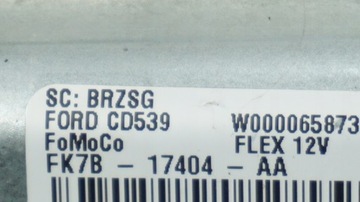 SC: BRZSG
FORD CD539 W000065873
FoMoCo FLEX 12V
FK7B - 17404 - AA